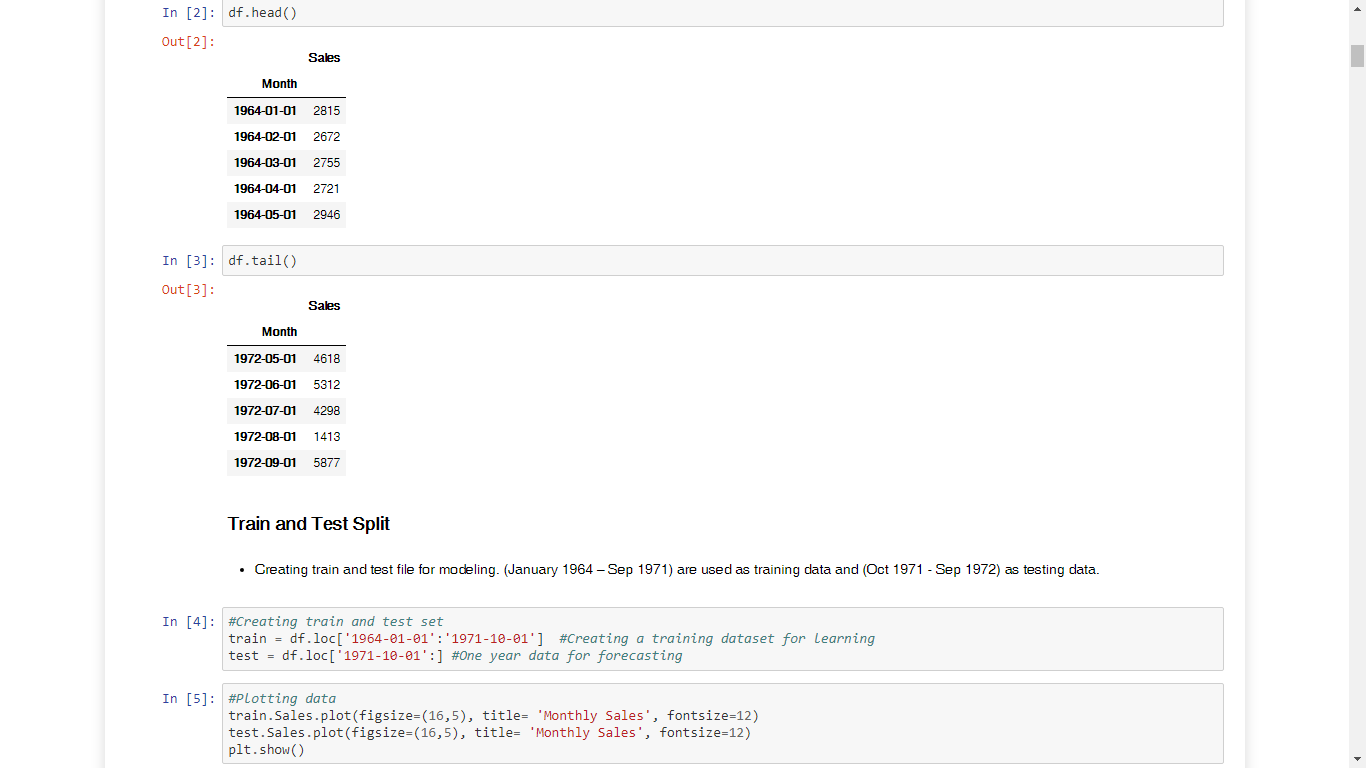 In [2]: df.head()
Out[2]:
Sales
Month
1964-01-01 2815
1964-02-01 2672
1964-03-01 2755
1964-04-01 2721
1964-05-01 2946
In [3]: df.tail()
Out[3]:
Sales
Month
1972-05-01 4618
1972-06-01 5312
1972-07-01 4298
1972-08-01 1413
1972-09-01 5877
Train and Test Split
• Creating train and test file for modeling. (January 1964 – Sep 1971) are used as training data and (Oct 1971 - Sep 1972) as testing data.
In [4]: #Creating train and test set
train = df.loc['1964-01-01':'1971-10-01']  #Creating a training dataset for learning
test = df.loc['1971-10-01':] #One year data for forecasting
In [5]: #Plotting data
train.Sales.plot(figsize=(16,5), title= 'Monthly Sales', fontsize=12)
test.Sales.plot(figsize=(16,5), title= 'Monthly Sales', fontsize=12)
plt.show()